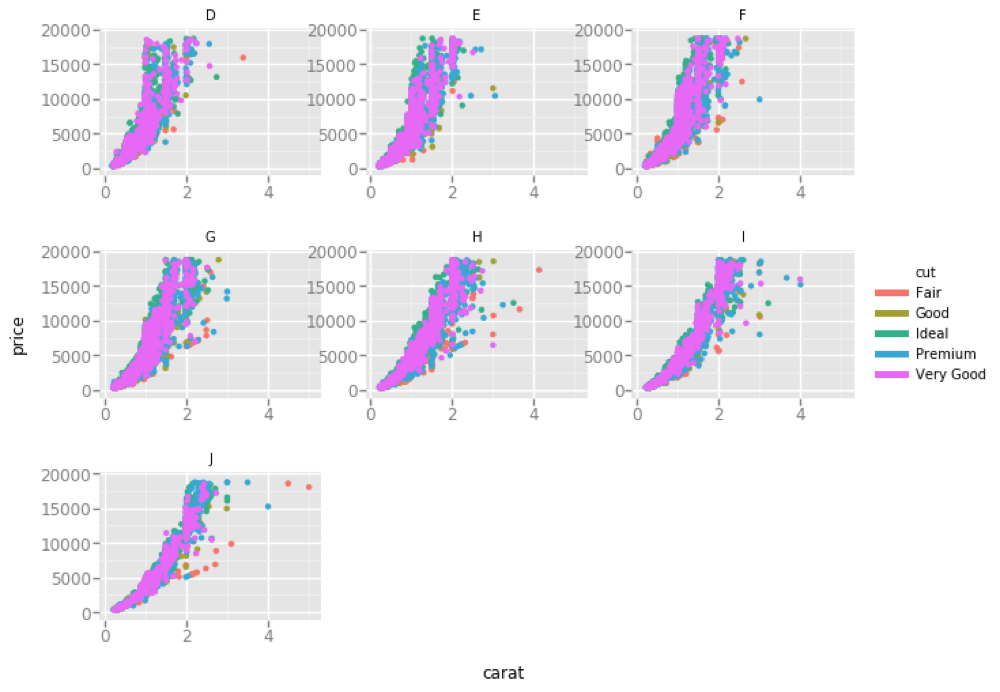 D E F
20000 20000 20000
15000 15000 15000
10000 10000 10000
5000 5000 5000
0 0 0
0 2 4 0 2 4 0 2 4
G H I
20000 20000 20000
15000 15000 15000
10000 10000 10000
5000 5000 5000
0 0 0
0 2 4 0 2 4 0 2 4
price
cut
Fair
Good
Ideal
Premium
Very Good
J
20000
15000
10000
5000
0
0 2 4
carat